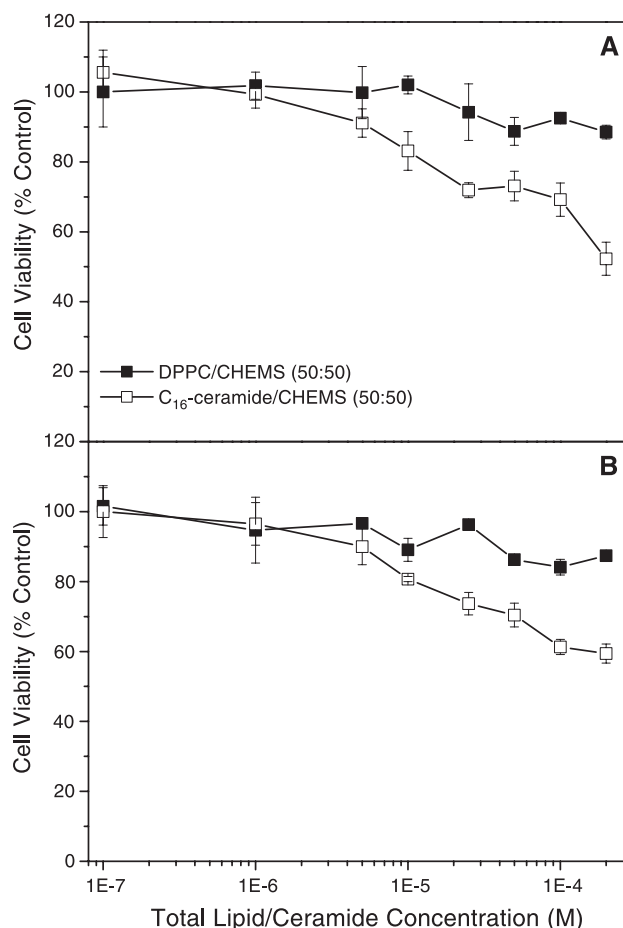 120
A
100
80
60
40
20
Cell Viability (% Control)
DPPC/CHEMS (50:50)
C₁₆-ceramide/CHEMS (50:50)
120
B
100
80
60
40
20
0
Cell Viability (% Control)
1E-7 1E-6 1E-5 1E-4
Total Lipid/Ceramide Concentration (M)